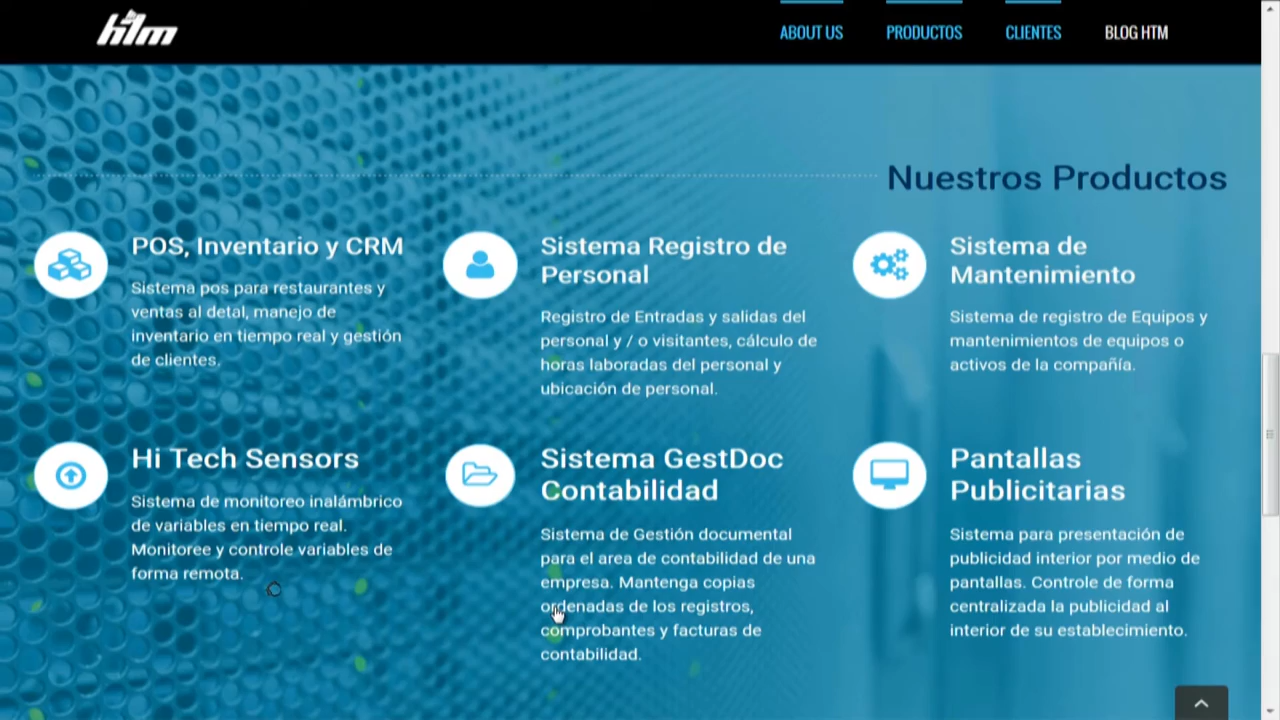 htm
ABOUT US
PRODUCTOS
CLIENTES
BLOG HTM
Nuestros Productos
POS, Inventario y CRM
Sistema pos para restaurantes y
ventas al detal, manejo de
inventario en tiempo real y gestión
de clientes.
Sistema Registro de
Personal
Registro de Entradas y salidas del
personal y / o visitantes, cálculo de
horas laboradas del personal y
ubicación de personal.
Sistema de
Mantenimiento
Sistema de registro de Equipos y
mantenimientos de equipos o
activos de la compañía.
Hi Tech Sensors
Sistema de monitoreo inalámbrico
de variables en tiempo real.
Monitoree y controle variables de
forma remota.
Sistema GestDoc
Contabilidad
Sistema de Gestión documental
para el area de contabilidad de una
empresa. Mantenga copias
ordenadas de los registros,
comprobantes y facturas de
contabilidad.
Pantallas
Publicitarias
Sistema para presentación de
publicidad interior por medio de
pantallas. Controle de forma
centralizada la publicidad al
interior de su establecimiento.